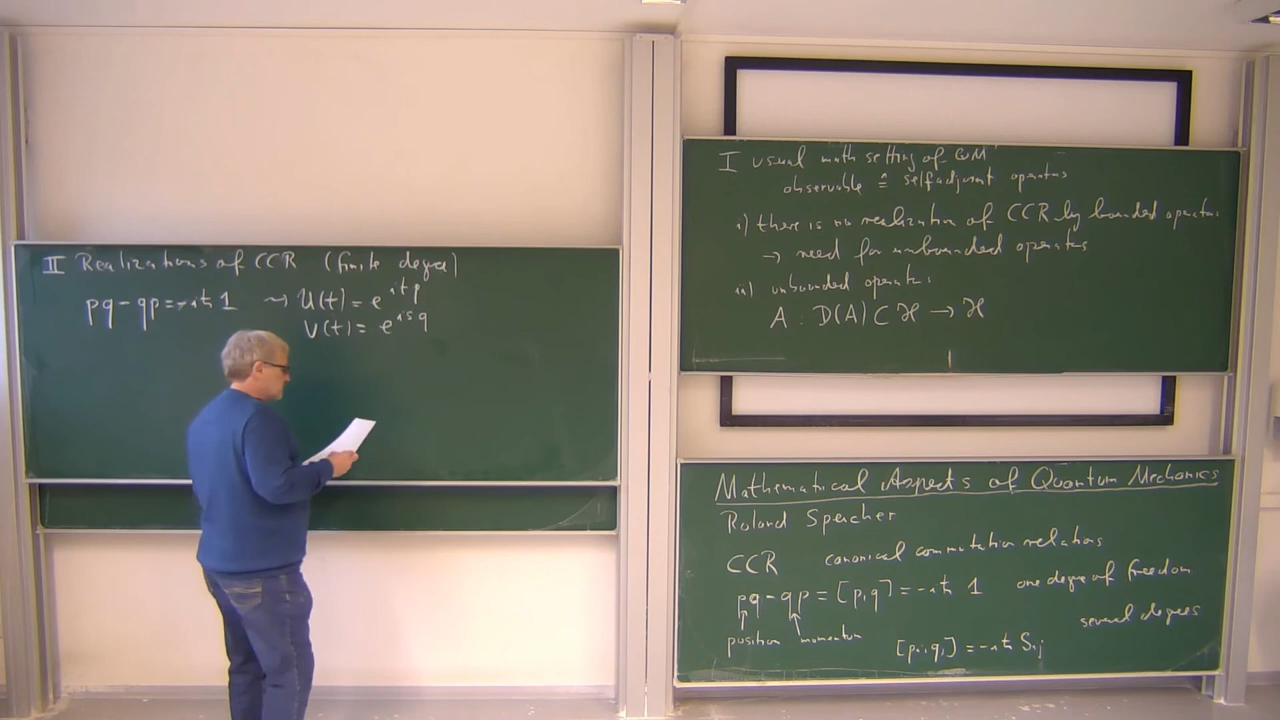 Mathematical Aspects of Quantum Mechanics
Roland Speicher
CCR canonical commutation relations
pq - qp = [p,q] = -iħ 1 one degree of freedom
position momentum
several degrees
[pᵢ,qⱼ] = -iħ δᵢⱼ
I usual math setting of QM
observable ≙ selfadjoint operators
i) there is no realization of CCR by bounded operators
→ need for unbounded operators
ii) unbounded operators
A : D(A) ⊂ ℋ → ℋ
II Realizations of CCR (finite degree)
pq - qp = -iħ 1 ⇝ U(t) = e^{itp}
V(t) = e^{isq}